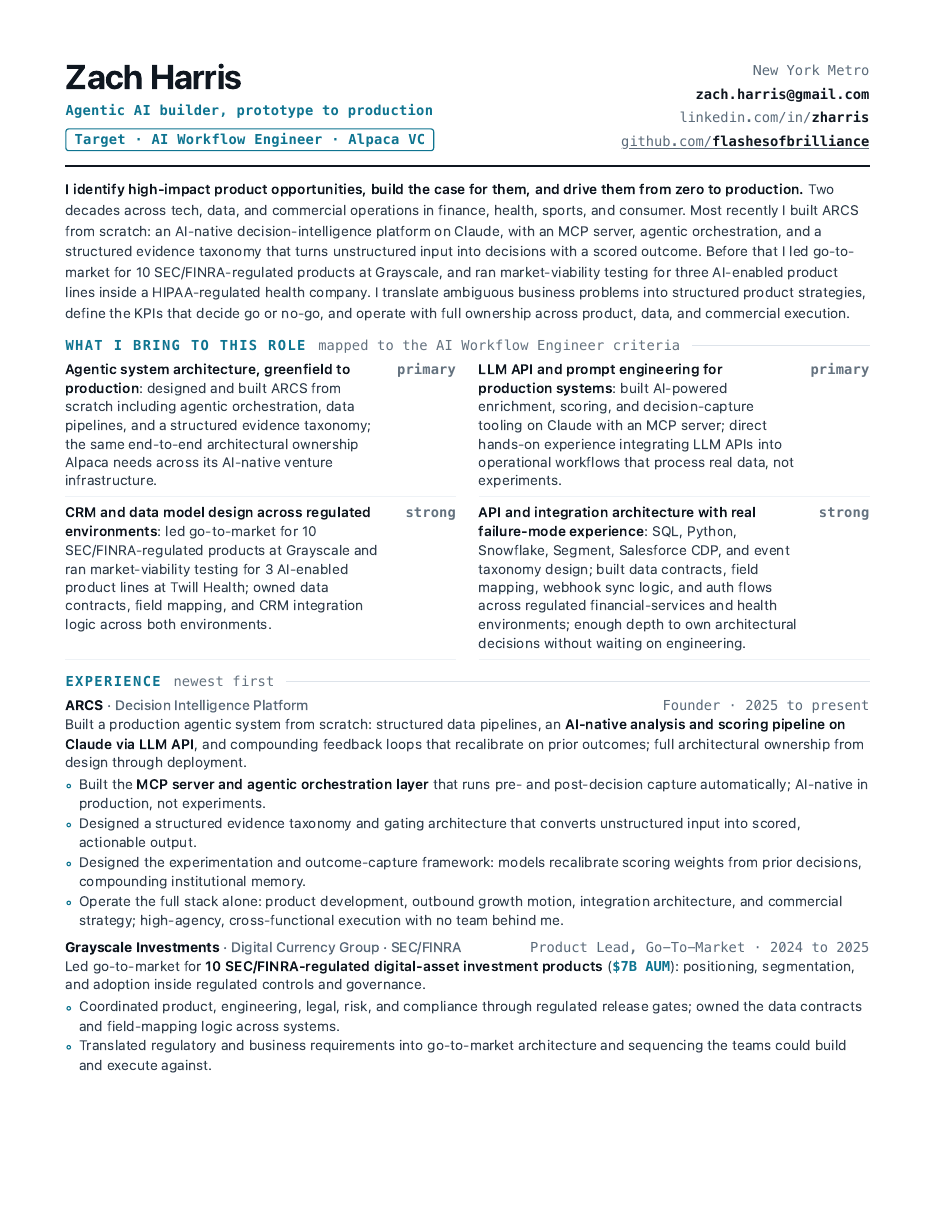 Zach Harris
Agentic AI builder, prototype to production
Target · AI Workflow Engineer · Alpaca VC
New York Metro
zach.harris@gmail.com
linkedin.com/in/zharris
github.com/flashesofbrilliance
I identify high-impact product opportunities, build the case for them, and drive them from zero to production. Two
decades across tech, data, and commercial operations in finance, health, sports, and consumer. Most recently I built ARCS
from scratch: an AI-native decision-intelligence platform on Claude, with an MCP server, agentic orchestration, and a
structured evidence taxonomy that turns unstructured input into decisions with a scored outcome. Before that I led go-to-
market for 10 SEC/FINRA-regulated products at Grayscale, and ran market-viability testing for three AI-enabled product
lines inside a HIPAA-regulated health company. I translate ambiguous business problems into structured product strategies,
define the KPIs that decide go or no-go, and operate with full ownership across product, data, and commercial execution.
WHAT I BRING TO THIS ROLE mapped to the AI Workflow Engineer criteria
Agentic system architecture, greenfield to primary
production: designed and built ARCS from
scratch including agentic orchestration, data
pipelines, and a structured evidence taxonomy;
the same end-to-end architectural ownership
Alpaca needs across its AI-native venture
infrastructure.
LLM API and prompt engineering for primary
production systems: built AI-powered
enrichment, scoring, and decision-capture
tooling on Claude with an MCP server; direct
hands-on experience integrating LLM APIs into
operational workflows that process real data, not
experiments.
CRM and data model design across regulated strong
environments: led go-to-market for 10
SEC/FINRA-regulated products at Grayscale and
ran market-viability testing for 3 AI-enabled
product lines at Twill Health; owned data
contracts, field mapping, and CRM integration
logic across both environments.
API and integration architecture with real strong
failure-mode experience: SQL, Python,
Snowflake, Segment, Salesforce CDP, and event
taxonomy design; built data contracts, field
mapping, webhook sync logic, and auth flows
across regulated financial-services and health
environments; enough depth to own architectural
decisions without waiting on engineering.
EXPERIENCE newest first
ARCS · Decision Intelligence Platform Founder · 2025 to present
Built a production agentic system from scratch: structured data pipelines, an AI-native analysis and scoring pipeline on
Claude via LLM API, and compounding feedback loops that recalibrate on prior outcomes; full architectural ownership from
design through deployment.
∘ Built the MCP server and agentic orchestration layer that runs pre- and post-decision capture automatically; AI-native in
production, not experiments.
∘ Designed a structured evidence taxonomy and gating architecture that converts unstructured input into scored,
actionable output.
∘ Designed the experimentation and outcome-capture framework: models recalibrate scoring weights from prior decisions,
compounding institutional memory.
∘ Operate the full stack alone: product development, outbound growth motion, integration architecture, and commercial
strategy; high-agency, cross-functional execution with no team behind me.
Grayscale Investments · Digital Currency Group · SEC/FINRA Product Lead, Go-To-Market · 2024 to 2025
Led go-to-market for 10 SEC/FINRA-regulated digital-asset investment products ($7B AUM): positioning, segmentation,
and adoption inside regulated controls and governance.
∘ Coordinated product, engineering, legal, risk, and compliance through regulated release gates; owned the data contracts
and field-mapping logic across systems.
∘ Translated regulatory and business requirements into go-to-market architecture and sequencing the teams could build
and execute against.